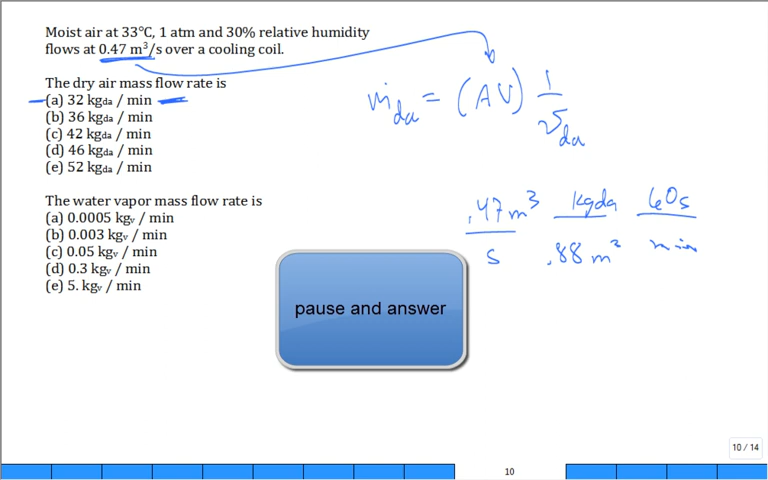 Moist air at 33°C, 1 atm and 30% relative humidity
flows at 0.47 m³/s over a cooling coil.
The dry air mass flow rate is
(a) 32 kgda / min
(b) 36 kgda / min
(c) 42 kgda / min
(d) 46 kgda / min
(e) 52 kgda / min
ṁda = (AV) 1/vda
The water vapor mass flow rate is
(a) 0.0005 kgv / min
(b) 0.003 kgv / min
(c) 0.05 kgv / min
(d) 0.3 kgv / min
(e) 5. kgv / min
.47m³ kgda 60s
s .88m³ min
pause and answer
10 / 14
10